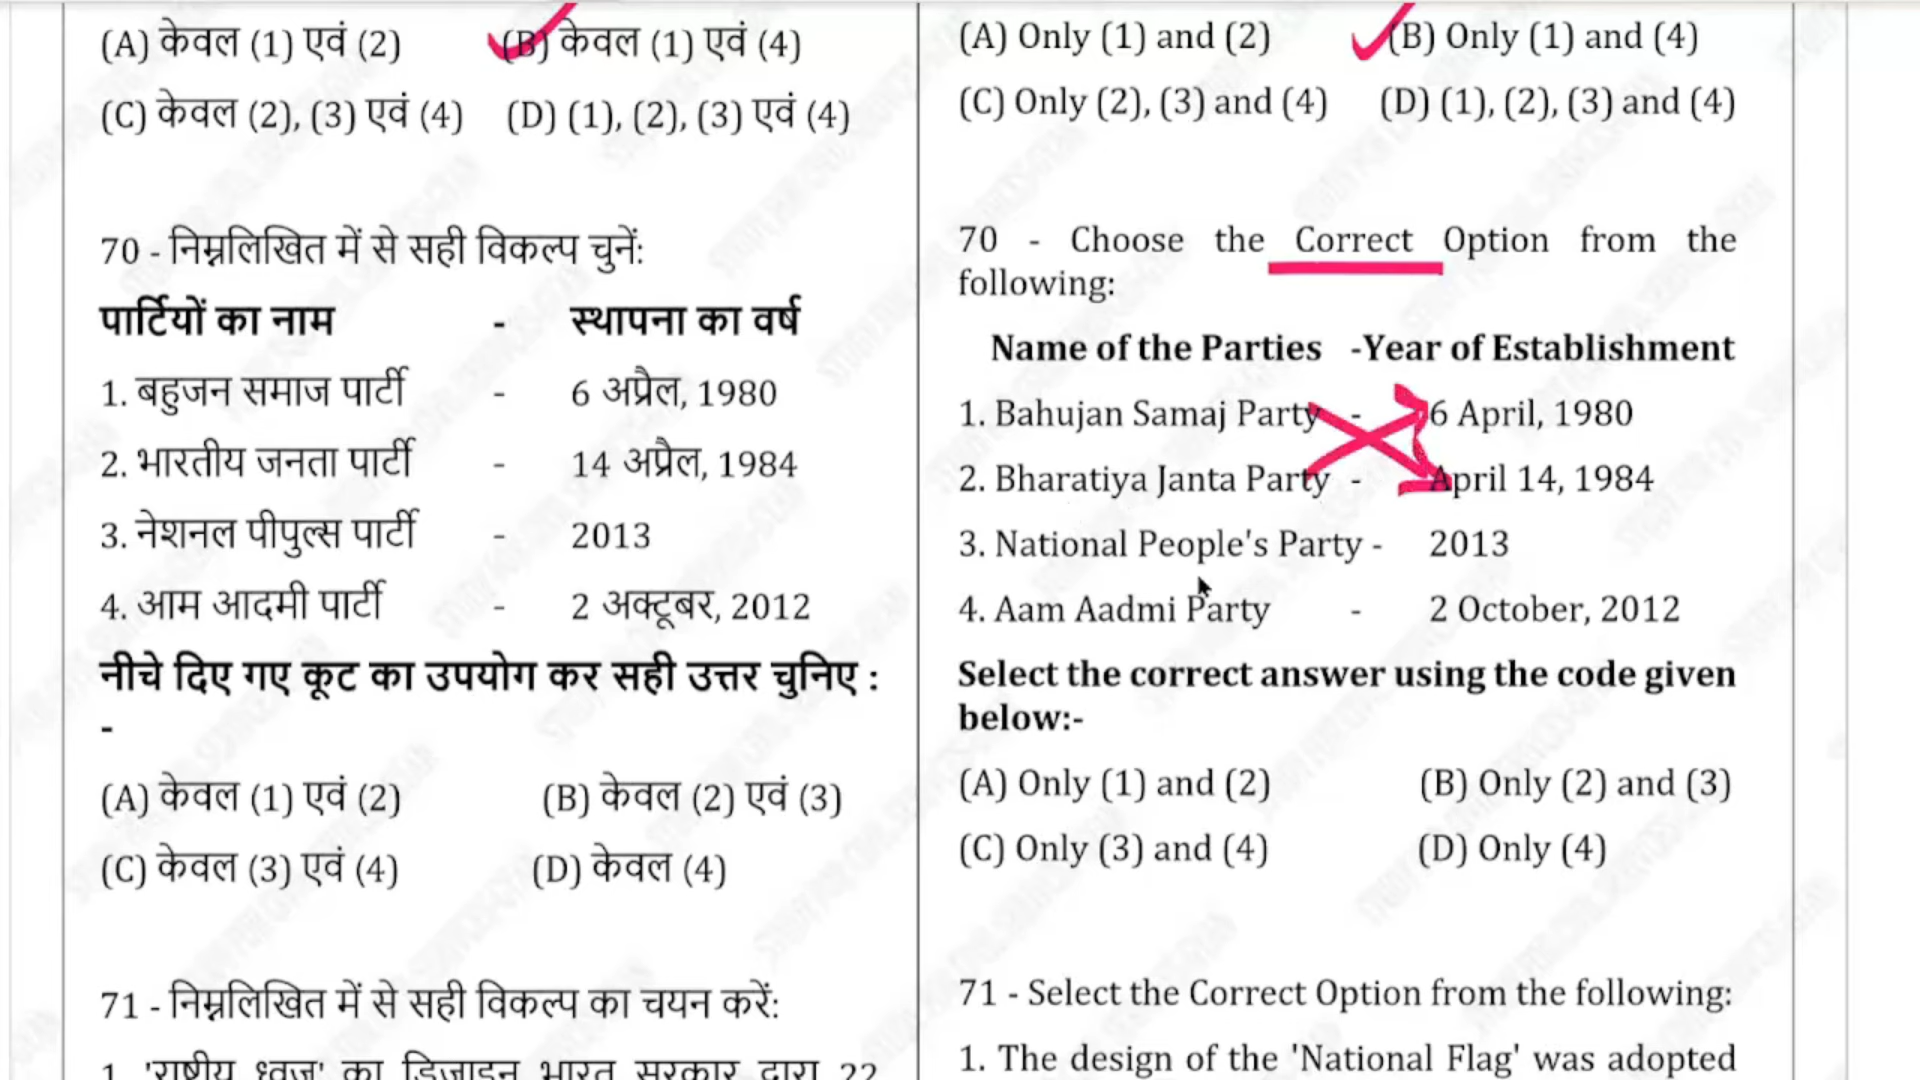 (A) केवल (1) एवं (2) (B) केवल (1) एवं (4)
(C) केवल (2), (3) एवं (4) (D) (1), (2), (3) एवं (4)
70 - निम्नलिखित में से सही विकल्प चुनें:
पार्टियों का नाम - स्थापना का वर्ष
1. बहुजन समाज पार्टी - 6 अप्रैल, 1980
2. भारतीय जनता पार्टी - 14 अप्रैल, 1984
3. नेशनल पीपुल्स पार्टी - 2013
4. आम आदमी पार्टी - 2 अक्टूबर, 2012
नीचे दिए गए कूट का उपयोग कर सही उत्तर चुनिए :
-
(A) केवल (1) एवं (2) (B) केवल (2) एवं (3)
(C) केवल (3) एवं (4) (D) केवल (4)
71 - निम्नलिखित में से सही विकल्प का चयन करें:
1. 'राष्ट्रीय ध्वज' का डिजाइन भारत सरकार द्वारा 22
(A) Only (1) and (2) (B) Only (1) and (4)
(C) Only (2), (3) and (4) (D) (1), (2), (3) and (4)
70 - Choose the Correct Option from the
following:
Name of the Parties -Year of Establishment
1. Bahujan Samaj Party - 6 April, 1980
2. Bharatiya Janta Party - April 14, 1984
3. National People's Party - 2013
4. Aam Aadmi Party - 2 October, 2012
Select the correct answer using the code given
below:-
(A) Only (1) and (2) (B) Only (2) and (3)
(C) Only (3) and (4) (D) Only (4)
71 - Select the Correct Option from the following:
1. The design of the 'National Flag' was adopted